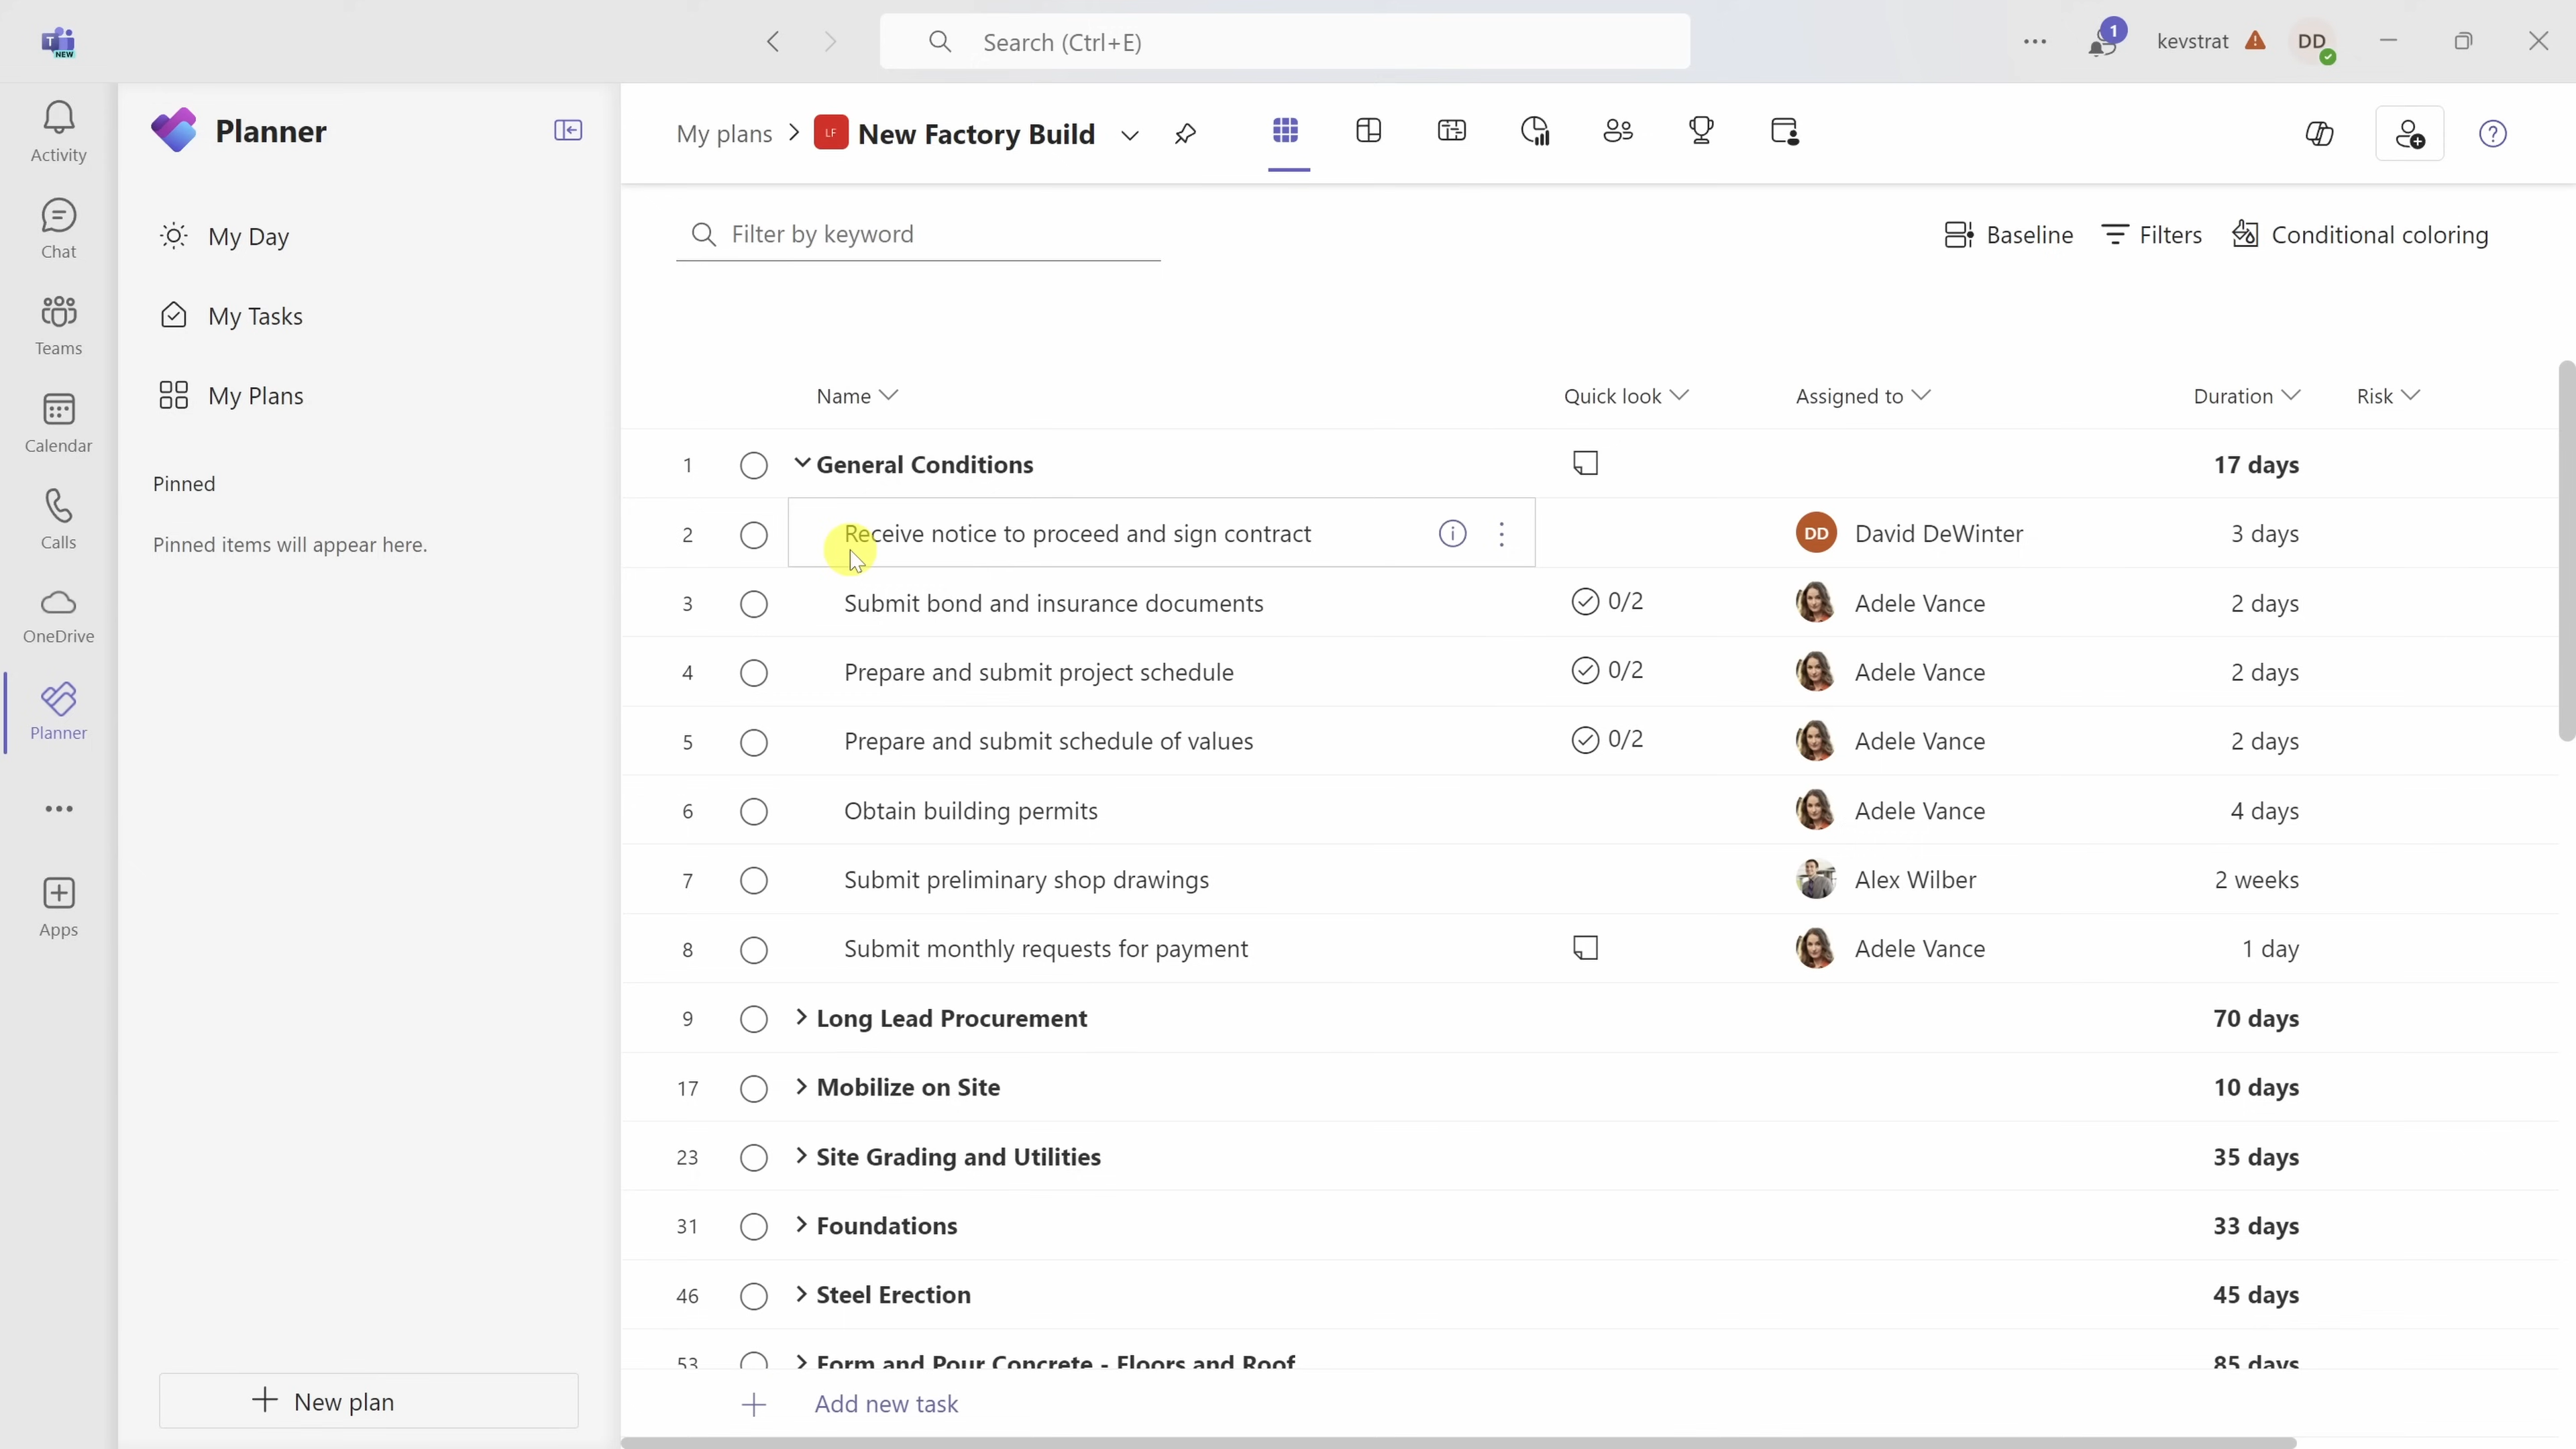 NEW
Search (Ctrl+E)
1
kevstrat
DD
Activity
Chat
Teams
Calendar
Calls
OneDrive
Planner
Apps
Planner
My Day
My Tasks
My Plans
Pinned
Pinned items will appear here.
New plan
My plans > LF New Factory Build
Filter by keyword
Baseline Filters Conditional coloring
Name Quick look Assigned to Duration Risk
1 General Conditions 17 days
2 Receive notice to proceed and sign contract DD David DeWinter 3 days
3 Submit bond and insurance documents 0/2 Adele Vance 2 days
4 Prepare and submit project schedule 0/2 Adele Vance 2 days
5 Prepare and submit schedule of values 0/2 Adele Vance 2 days
6 Obtain building permits Adele Vance 4 days
7 Submit preliminary shop drawings Alex Wilber 2 weeks
8 Submit monthly requests for payment Adele Vance 1 day
9 Long Lead Procurement 70 days
17 Mobilize on Site 10 days
23 Site Grading and Utilities 35 days
31 Foundations 33 days
46 Steel Erection 45 days
53 Form and Pour Concrete - Floors and Roof 85 days
Add new task